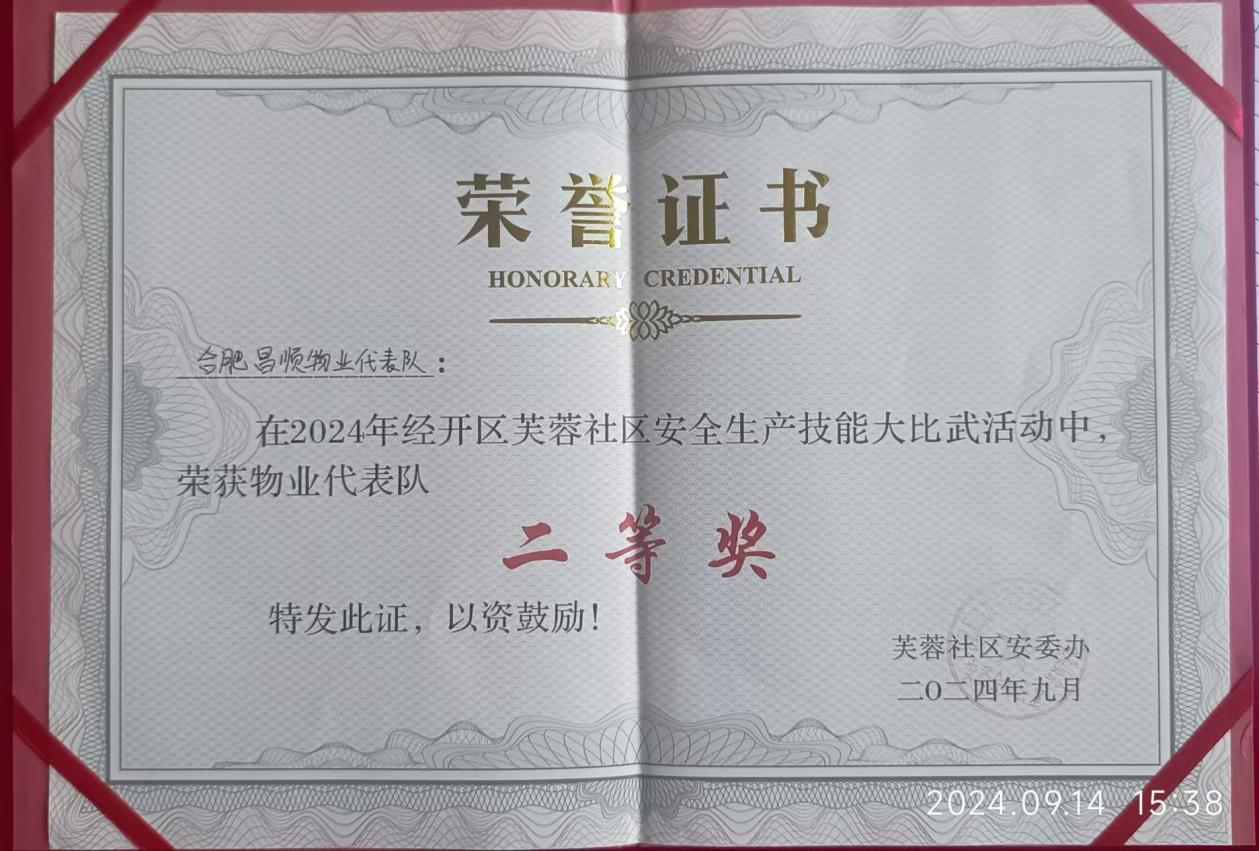 荣誉证书
HONORARY CREDENTIAL
合肥昌顺物业代表队：
在2024年经开区芙蓉社区安全生产技能大比武活动中，
荣获物业代表队
二等奖
特发此证，以资鼓励！
芙蓉社区安委办
二〇二四年九月
2024.09.14 15:38